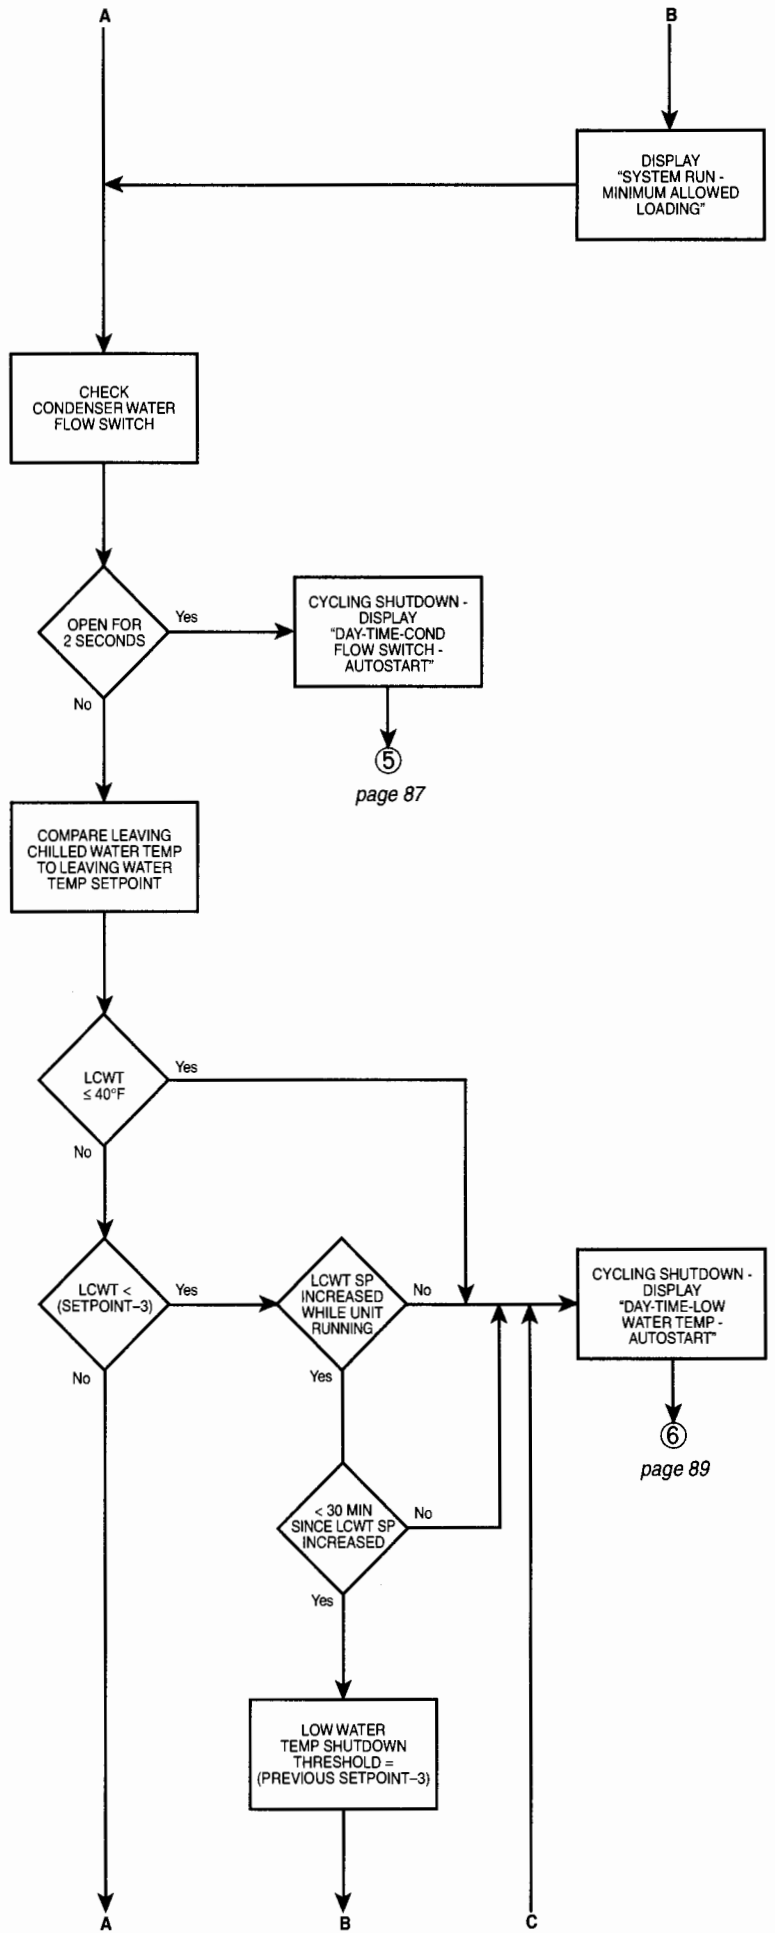 A
B
DISPLAY
"SYSTEM RUN -
MINIMUM ALLOWED
LOADING"
CHECK
CONDENSER WATER
FLOW SWITCH
OPEN FOR
2 SECONDS
Yes
No
CYCLING SHUTDOWN -
DISPLAY
"DAY-TIME-COND
FLOW SWITCH -
AUTOSTART"
5
page 87
COMPARE LEAVING
CHILLED WATER TEMP
TO LEAVING WATER
TEMP SETPOINT
LCWT
≤ 40°F
Yes
No
LCWT <
(SETPOINT–3)
Yes
No
LCWT SP
INCREASED
WHILE UNIT
RUNNING
No
Yes
CYCLING SHUTDOWN -
DISPLAY
"DAY-TIME-LOW
WATER TEMP -
AUTOSTART"
6
page 89
< 30 MIN
SINCE LCWT SP
INCREASED
No
Yes
LOW WATER
TEMP SHUTDOWN
THRESHOLD =
(PREVIOUS SETPOINT–3)
A
B
C